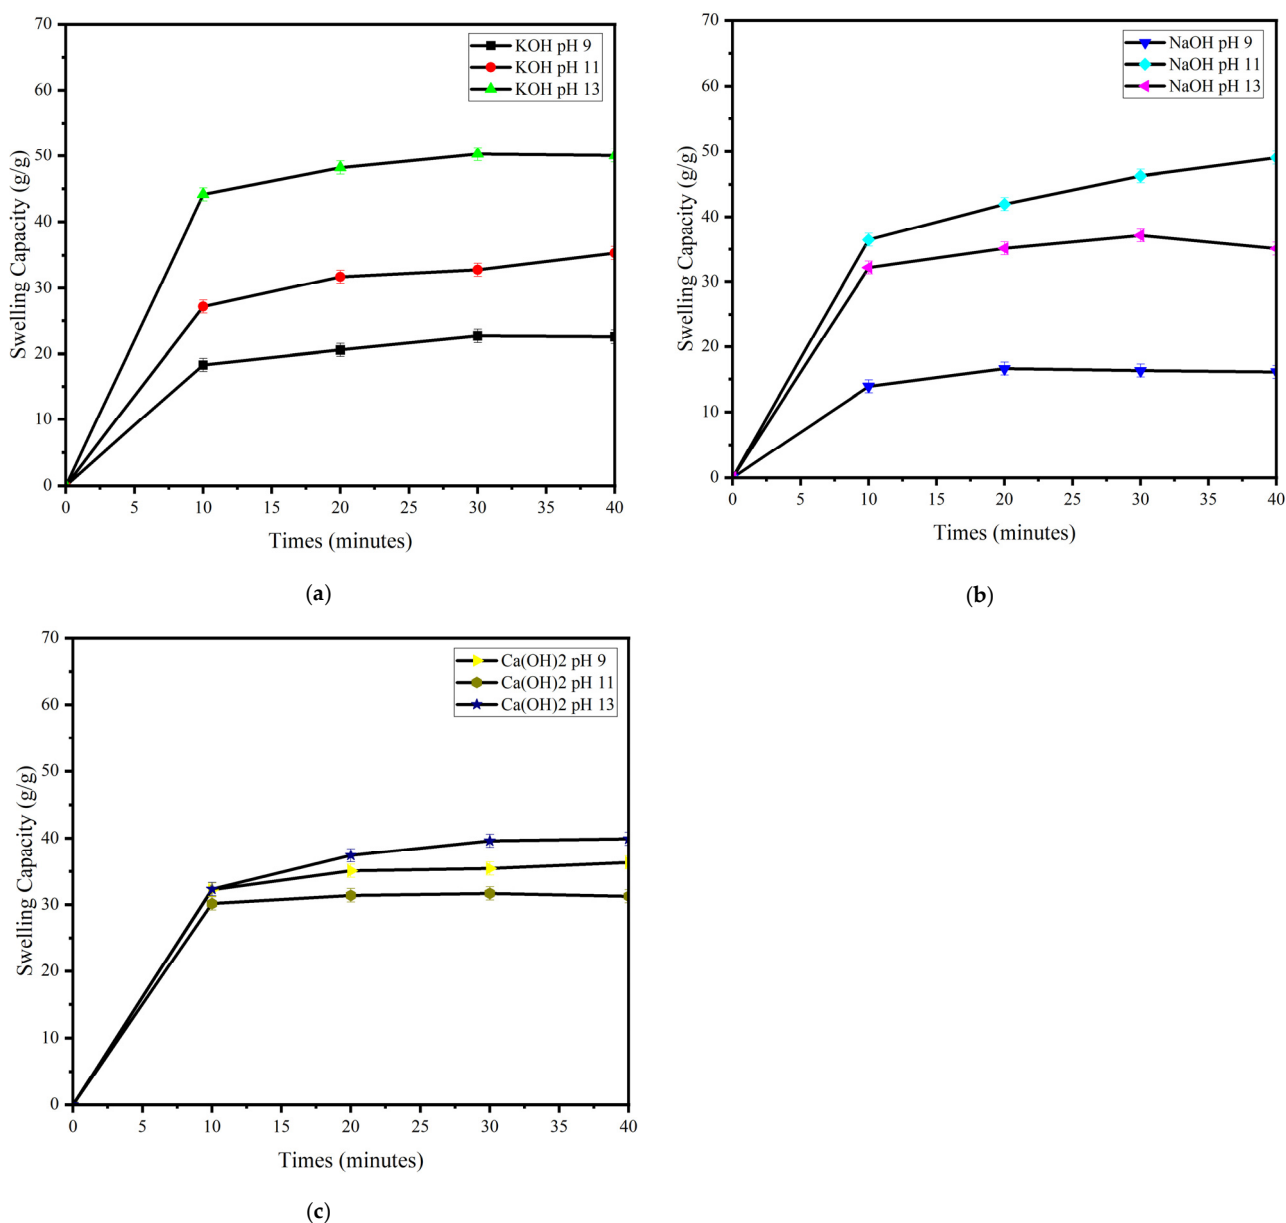 70
60
50
40
30
20
10
0
Swelling Capacity (g/g)
KOH pH 9
KOH pH 11
KOH pH 13
0 5 10 15 20 25 30 35 40
Times (minutes)
(a)
70
60
50
40
30
20
10
0
Swelling Capacity (g/g)
NaOH pH 9
NaOH pH 11
NaOH pH 13
0 5 10 15 20 25 30 35 40
Times (minutes)
(b)
70
60
50
40
30
20
10
0
Swelling Capacity (g/g)
Ca(OH)2 pH 9
Ca(OH)2 pH 11
Ca(OH)2 pH 13
0 5 10 15 20 25 30 35 40
Times (minutes)
(c)